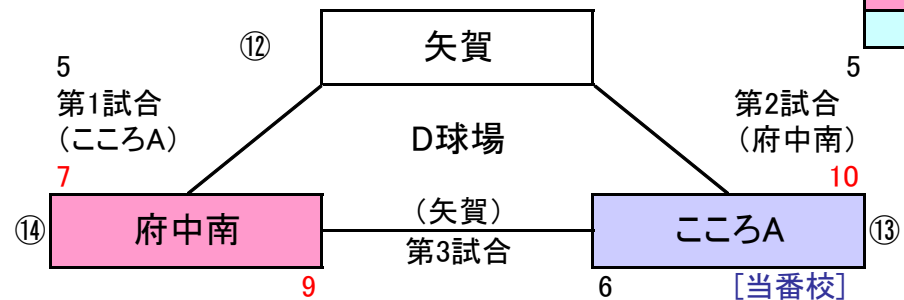 ⑫ 矢賀
5
第1試合
(こころA)
7
5
第2試合
(府中南)
10
D球場
⑭ 府中南
(矢賀)
第3試合
こころA ⑬
9
6
[当番校]